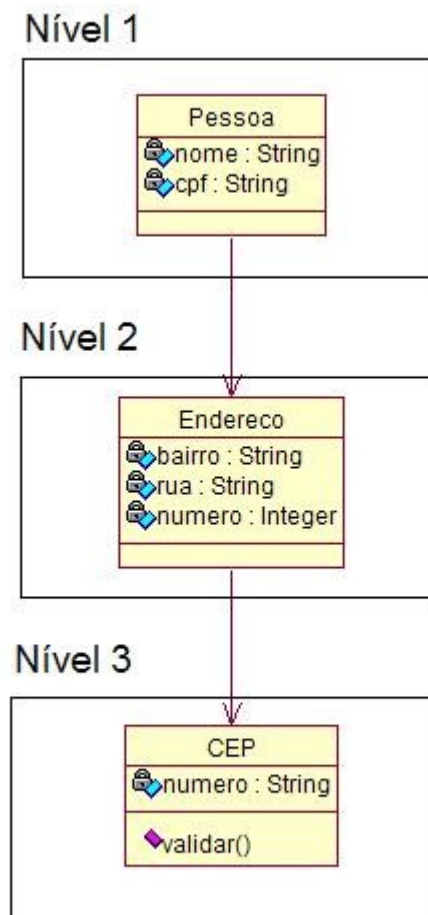 Nível 1
Pessoa
nome : String
cpf : String
Nível 2
Endereco
bairro : String
rua : String
numero : Integer
Nível 3
CEP
numero : String
validar()